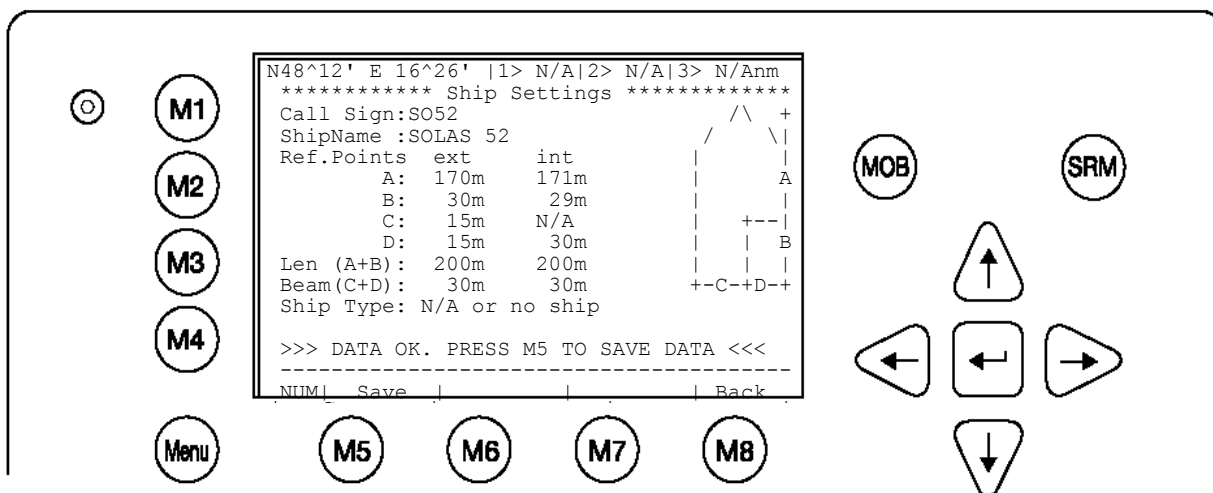 N48^12' E 16^26' |1> N/A|2> N/A|3> N/Anm
************ Ship Settings *************
Call Sign:SO52 /\ +
ShipName :SOLAS 52 / \|
Ref.Points ext int | |
A: 170m 171m | A
B: 30m 29m | |
C: 15m N/A | +--|
D: 15m 30m | | B
Len (A+B): 200m 200m | | |
Beam(C+D): 30m 30m +-C-+D-+
Ship Type: N/A or no ship
>>> DATA OK. PRESS M5 TO SAVE DATA <<<
----------------------------------------
NUM| Save | | | Back
M1
M2
M3
M4
Menu
M5
M6
M7
M8
MOB
SRM